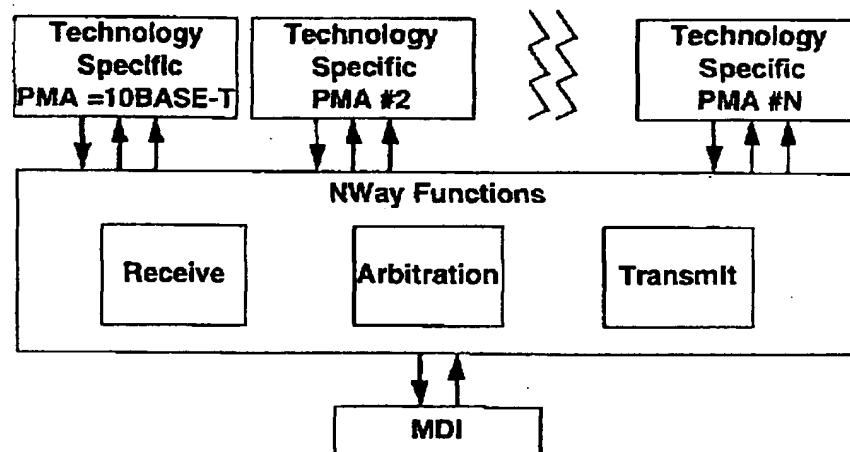 Technology
Specific
PMA =10BASE-T
Technology
Specific
PMA #2
Technology
Specific
PMA #N
NWay Functions
Receive
Arbitration
Transmit
MDI